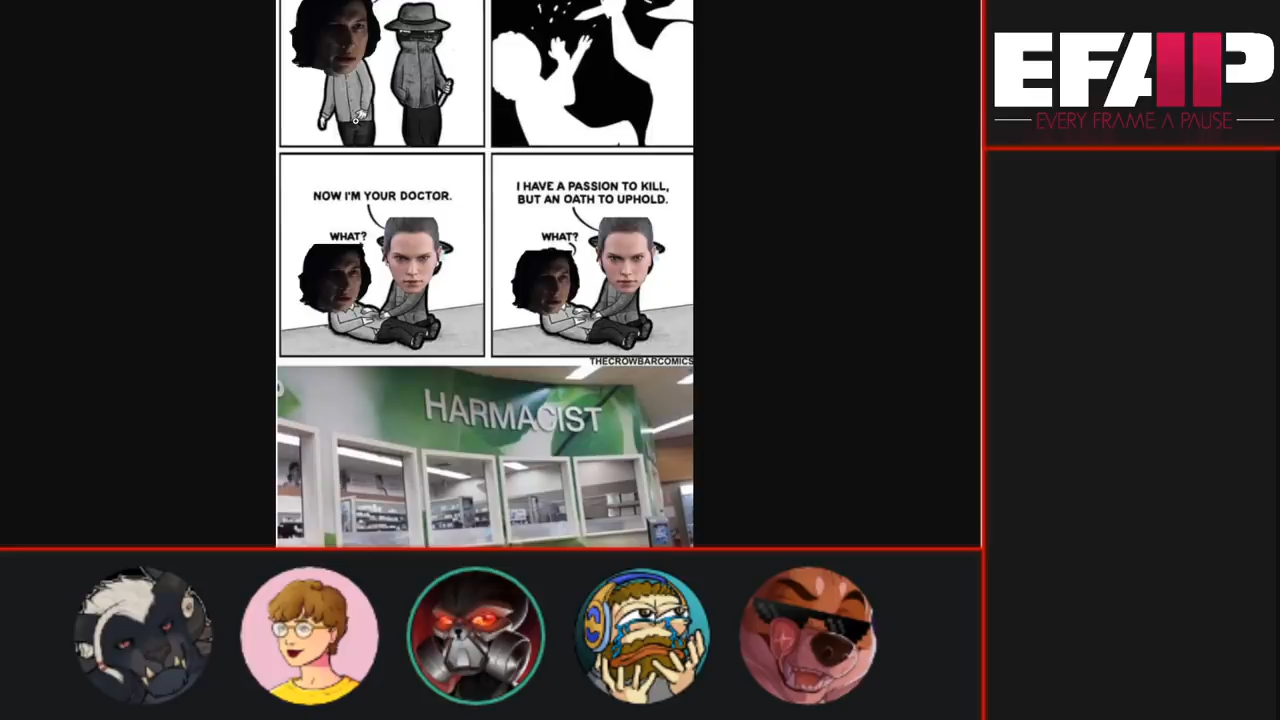 EFAP
EVERY FRAME A PAUSE
NOW I'M YOUR DOCTOR.
WHAT?
I HAVE A PASSION TO KILL,
BUT AN OATH TO UPHOLD.
WHAT?
THECROWBARCOMICS
HARMACIST